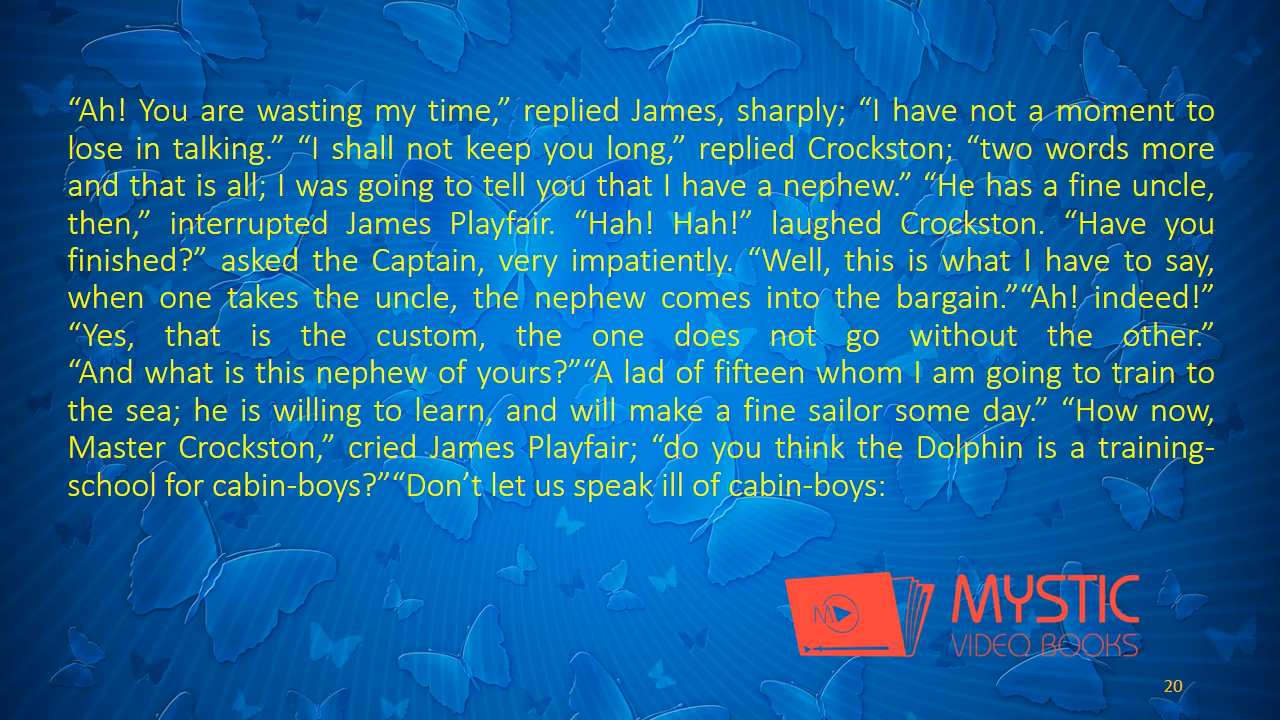 “Ah! You are wasting my time,” replied James, sharply; “I have not a moment to
lose in talking.” “I shall not keep you long,” replied Crockston; “two words more
and that is all; I was going to tell you that I have a nephew.” “He has a fine uncle,
then,” interrupted James Playfair. “Hah! Hah!” laughed Crockston. “Have you
finished?” asked the Captain, very impatiently. “Well, this is what I have to say,
when one takes the uncle, the nephew comes into the bargain.”“Ah! indeed!”
“Yes, that is the custom, the one does not go without the other.”
“And what is this nephew of yours?”“A lad of fifteen whom I am going to train to
the sea; he is willing to learn, and will make a fine sailor some day.” “How now,
Master Crockston,” cried James Playfair; “do you think the Dolphin is a training-
school for cabin-boys?”“Don’t let us speak ill of cabin-boys:
MYSTIC
VIDEO BOOKS
20